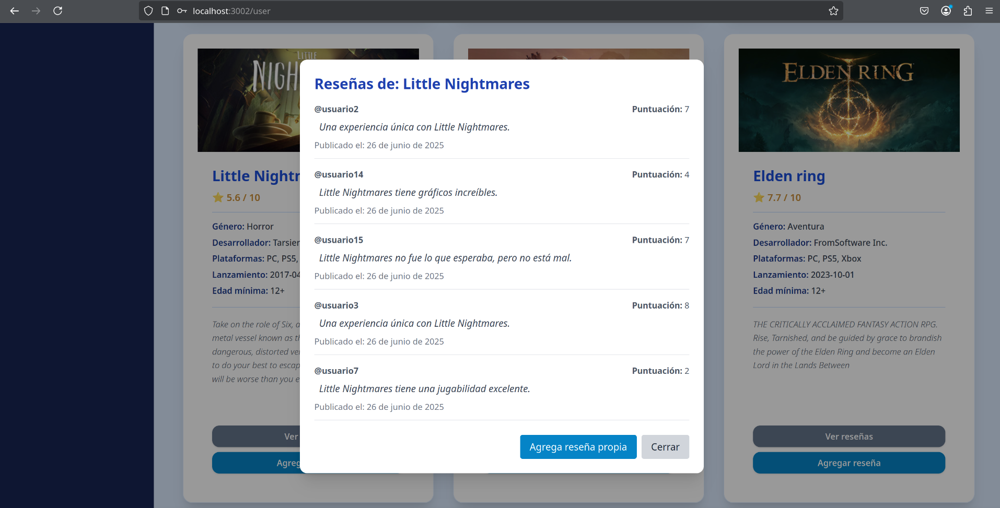 localhost:3002/user
LITTLE
NIGH
Little Nightm
5.6 / 10
Género: Horror
Desarrollador: Tarsier
Plataformas: PC, PS5,
Lanzamiento: 2017-04
Edad mínima: 12+
Take on the role of Six, a
metal vessel known as th
dangerous, distorted
to do your best to escap
will be worse than you e
Ver
Agreg
Reseñas de: Little Nightmares
@usuario2 Puntuación: 7
Una experiencia única con Little Nightmares.
Publicado el: 26 de junio de 2025
@usuario14 Puntuación: 4
Little Nightmares tiene gráficos increíbles.
Publicado el: 26 de junio de 2025
@usuario15 Puntuación: 7
Little Nightmares no fue lo que esperaba, pero no está mal.
Publicado el: 26 de junio de 2025
@usuario3 Puntuación: 8
Una experiencia única con Little Nightmares.
Publicado el: 26 de junio de 2025
@usuario7 Puntuación: 2
Little Nightmares tiene una jugabilidad excelente.
Publicado el: 26 de junio de 2025
Agrega reseña propia
Cerrar
ELDEN RING
Elden ring
7.7 / 10
Género: Aventura
Desarrollador: FromSoftware Inc.
Plataformas: PC, PS5, Xbox
Lanzamiento: 2023-10-01
Edad mínima: 12+
THE CRITICALLY ACCLAIMED FANTASY ACTION RPG.
Rise, Tarnished, and be guided by grace to brandish
the power of the Elden Ring and become an Elden
Lord in the Lands Between
Ver reseñas
Agregar reseña